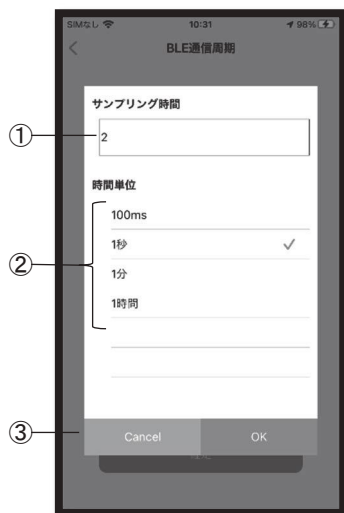 SIMなし 10:31 98%
BLE通信周期
サンプリング時間
① 2
時間単位
② 100ms
1秒
1分
1時間
③ Cancel OK